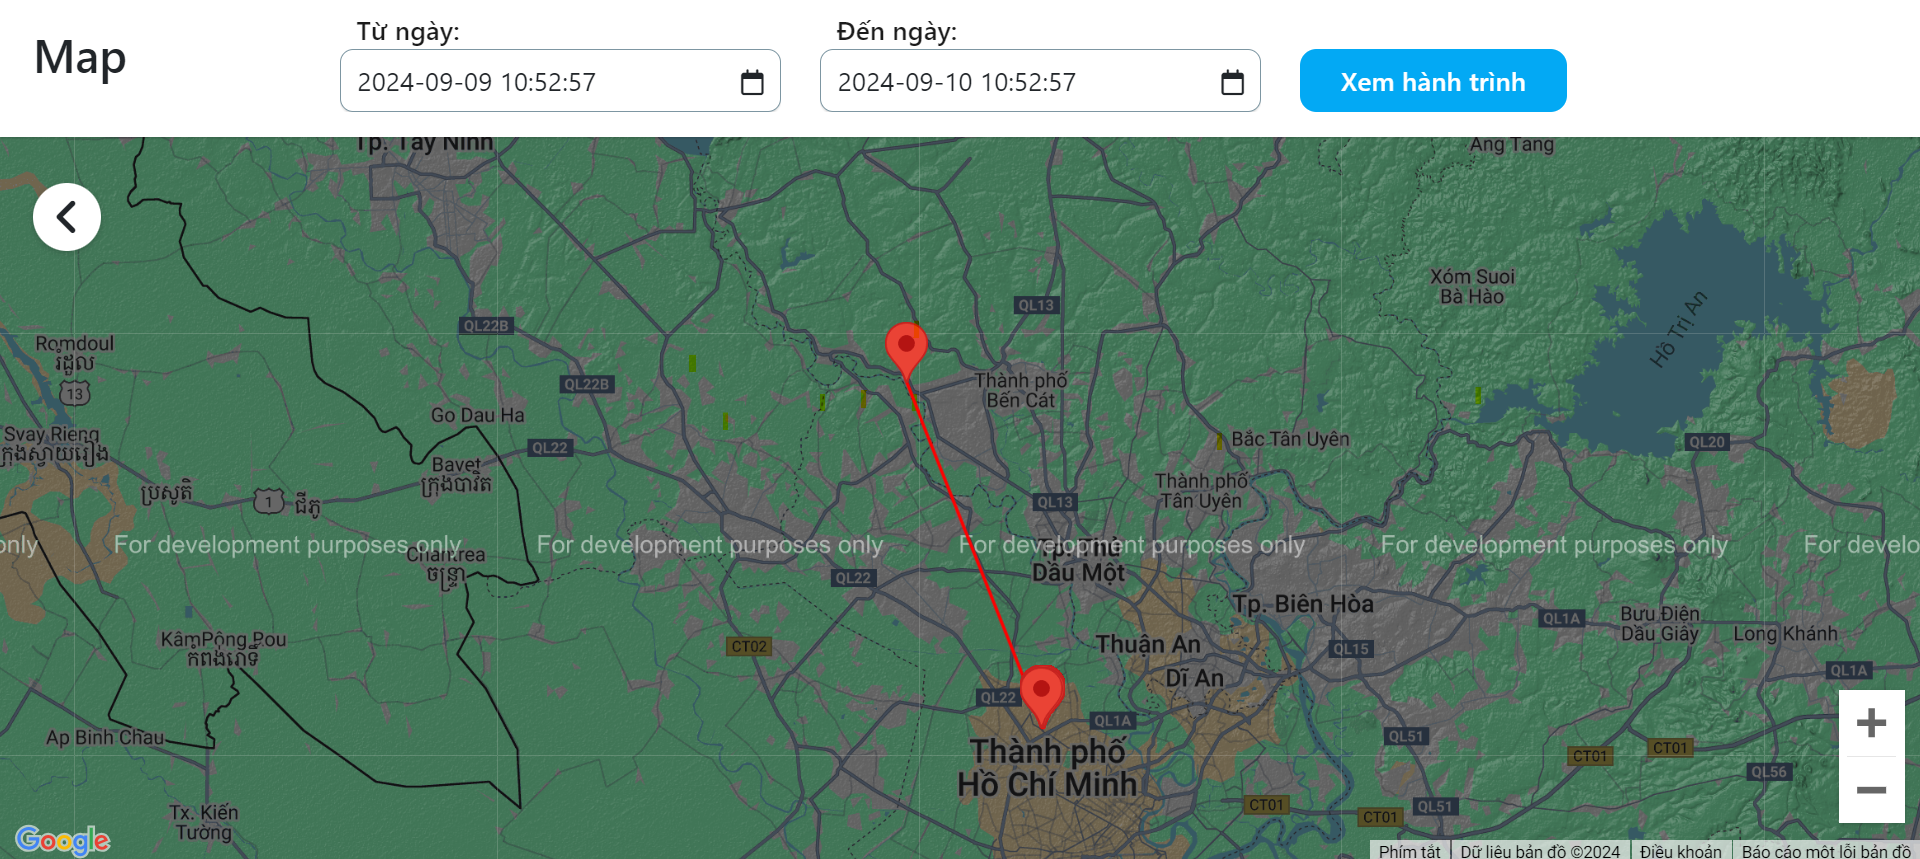 Map
Từ ngày:
2024-09-09 10:52:57
Đến ngày:
2024-09-10 10:52:57
Xem hành trình
Tp. Tây Ninh
Ang Tang
Xóm Suoi
Bà Hào
Hồ Trị An
QL13
QL22B
Romdoul
រំដួល
13
QL22B
Thành phố
Bến Cát
Go Dau Ha
Svay Rieng
ក្រុងស្វាយរៀង
QL22
Bắc Tân Uyên
QL20
Bavet
ក្រុងបាវិត
ប្រសូតិ
1
ជីភូ
Thành phố
Tân Uyên
QL13
only
For development purposes only
For development purposes only
For development purposes only
For development purposes only
For develo
Chantrea
ចន្ទ្រា
Tp. Thủ
Dầu Một
QL22
Tp. Biên Hòa
QL1A
Bưu Điện
Dầu Giây
Long Khánh
KâmPông Rou
កំពង់រោទិ៍
CT02
Thuận An
QL15
Dĩ An
QL1A
QL22
QL1A
Ap Binh Chau
Thành phố
Hồ Chí Minh
QL51
CT01
CT01
QL56
Tx. Kiến
Tường
CT01
CT01
QL51
Google
Phím tắt
Dữ liệu bản đồ ©2024
Điều khoản
Báo cáo một lỗi bản đồ